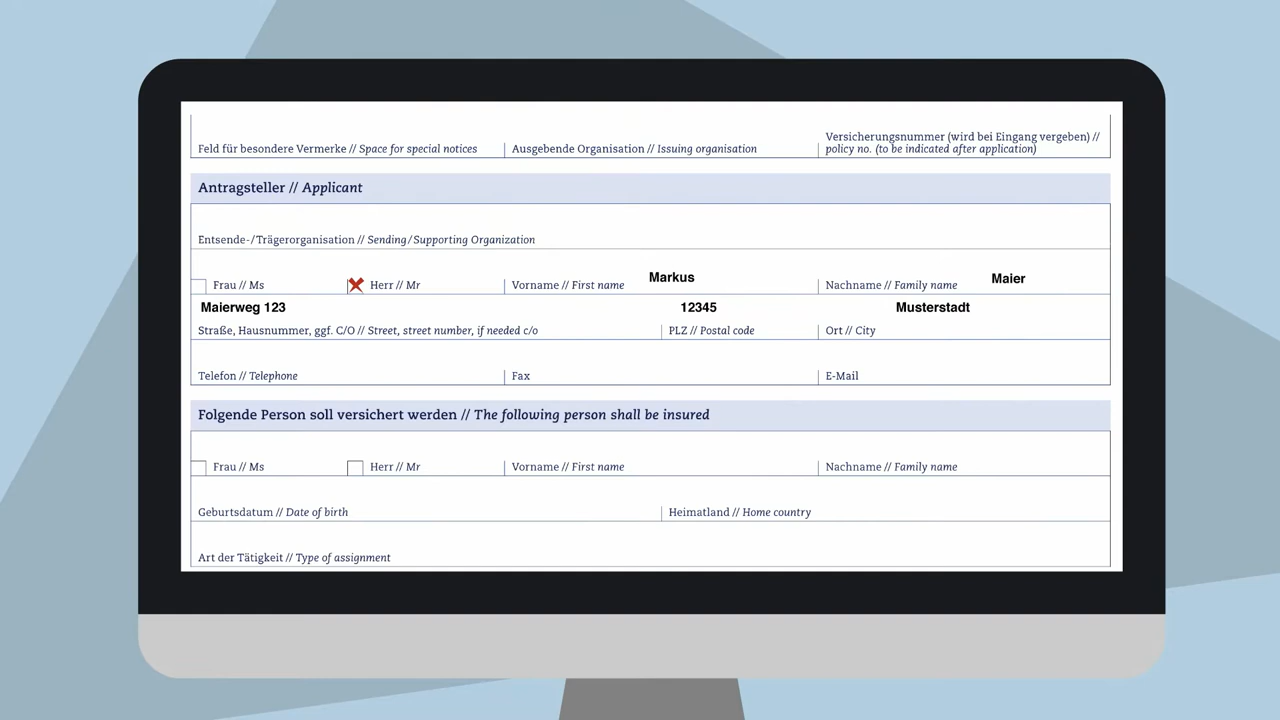 Versicherungsnummer (wird bei Eingang vergeben) //
Feld für besondere Vermerke // Space for special notices Ausgebende Organisation // Issuing organisation policy no. (to be indicated after application)
Antragsteller // Applicant
Entsende-/Trägerorganisation // Sending/Supporting Organization
Frau // Ms Herr // Mr Vorname // First name Markus Nachname // Family name Maier
Maierweg 123 12345 Musterstadt
Straße, Hausnummer, ggf. C/O // Street, street number, if needed c/o PLZ // Postal code Ort // City
Telefon // Telephone Fax E-Mail
Folgende Person soll versichert werden // The following person shall be insured
Frau // Ms Herr // Mr Vorname // First name Nachname // Family name
Geburtsdatum // Date of birth Heimatland // Home country
Art der Tätigkeit // Type of assignment